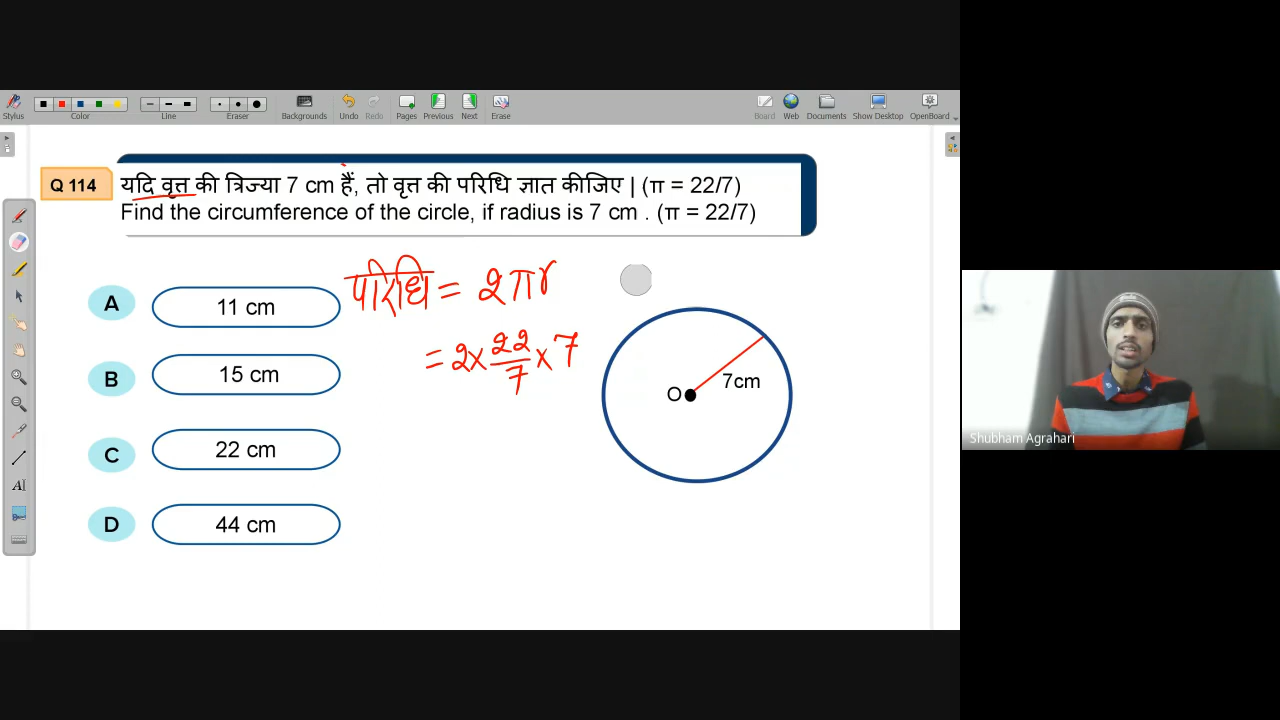 Stylus
Color
Line
Eraser
Backgrounds
Undo
Redo
Pages
Previous
Next
Erase
Board
Web
Documents
Show Desktop
OpenBoard
Q 114
यदि वृत्त की त्रिज्या 7 cm हैं, तो वृत्त की परिधि ज्ञात कीजिए | (π = 22/7)
Find the circumference of the circle, if radius is 7 cm . (π = 22/7)
परिधि = 2πr
= 2 × 22/7 × 7
A 11 cm
B 15 cm
C 22 cm
D 44 cm
O
7cm
Shubham Agrahari
AI